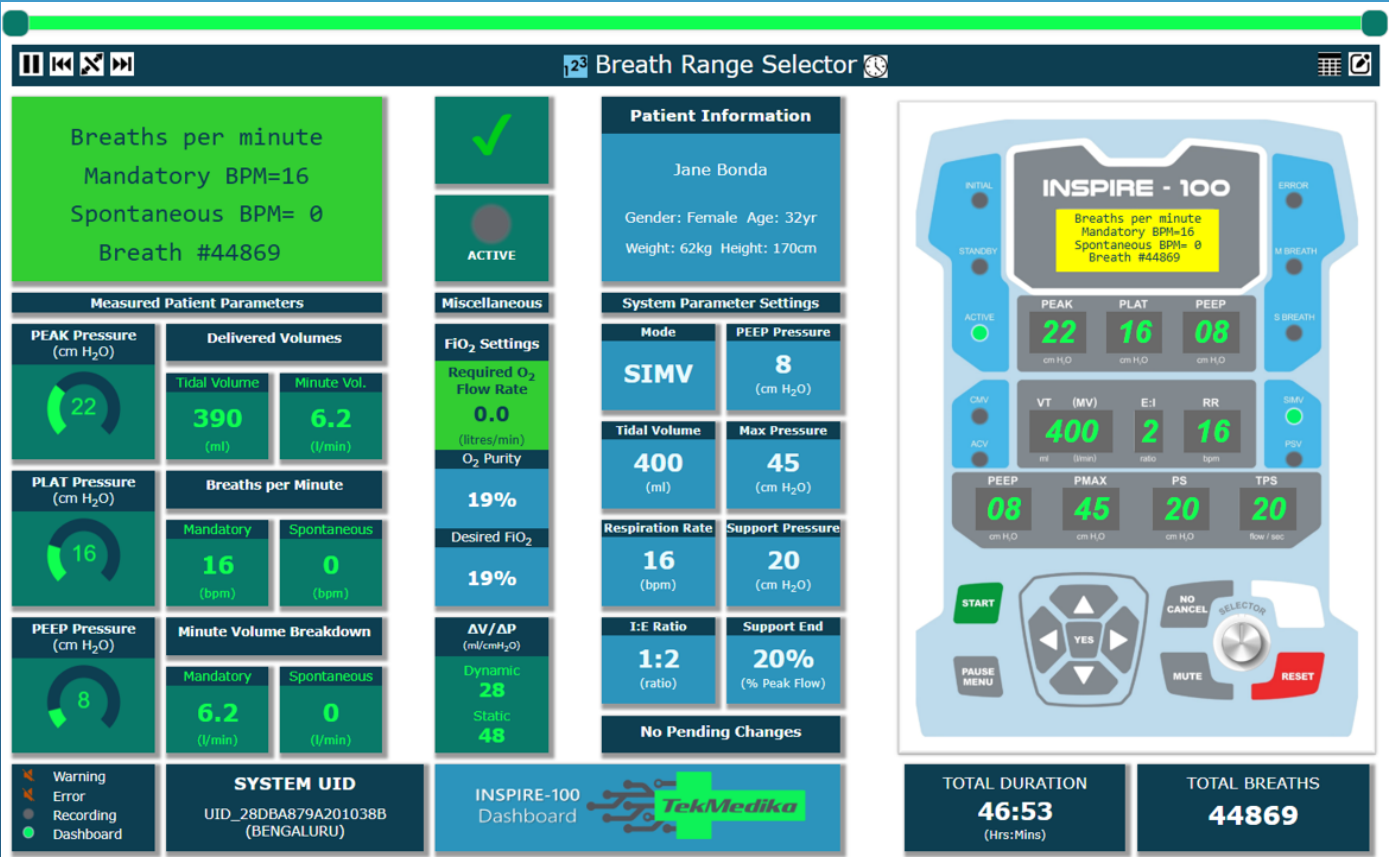 123 Breath Range Selector
Breaths per minute
Mandatory BPM=16
Spontaneous BPM= 0
Breath #44869
ACTIVE
Patient Information
Jane Bonda
Gender: Female Age: 32yr
Weight: 62kg Height: 170cm
Measured Patient Parameters
Miscellaneous
System Parameter Settings
PEAK Pressure
(cm H2O)
22
Delivered Volumes
Tidal Volume
390
(ml)
Minute Vol.
6.2
(l/min)
PLAT Pressure
(cm H2O)
16
Breaths per Minute
Mandatory
16
(bpm)
Spontaneous
0
(bpm)
PEEP Pressure
(cm H2O)
8
Minute Volume Breakdown
Mandatory
6.2
(l/min)
Spontaneous
0
(l/min)
FiO2 Settings
Required O2
Flow Rate
0.0
(litres/min)
O2 Purity
19%
Desired FiO2
19%
ΔV/ΔP
(ml/cmH2O)
Dynamic
28
Static
48
Mode
SIMV
PEEP Pressure
8
(cm H2O)
Tidal Volume
400
(ml)
Max Pressure
45
(cm H2O)
Respiration Rate
16
(bpm)
Support Pressure
20
(cm H2O)
I:E Ratio
1:2
(ratio)
Support End
20%
(% Peak Flow)
No Pending Changes
INSPIRE - 100
Breaths per minute
Mandatory BPM=16
Spontaneous BPM= 0
Breath #44869
INITIAL
STANDBY
ACTIVE
ERROR
M BREATH
S BREATH
PEAK PLAT PEEP
22 16 08
cm H2O cm H2O cm H2O
CMV
ACV
SIMV
PSV
VT (MV) E:I RR
400 2 16
ml (l/min) ratio bpm
PEEP PMAX PS TPS
08 45 20 20
cm H2O cm H2O cm H2O flow / sec
START
PAUSE
MENU
YES
NO
CANCEL
SELECTOR
MUTE
RESET
Warning
Error
Recording
Dashboard
SYSTEM UID
UID_28DBA879A201038B
(BENGALURU)
INSPIRE-100
Dashboard
TekMedika
TOTAL DURATION
46:53
(Hrs:Mins)
TOTAL BREATHS
44869